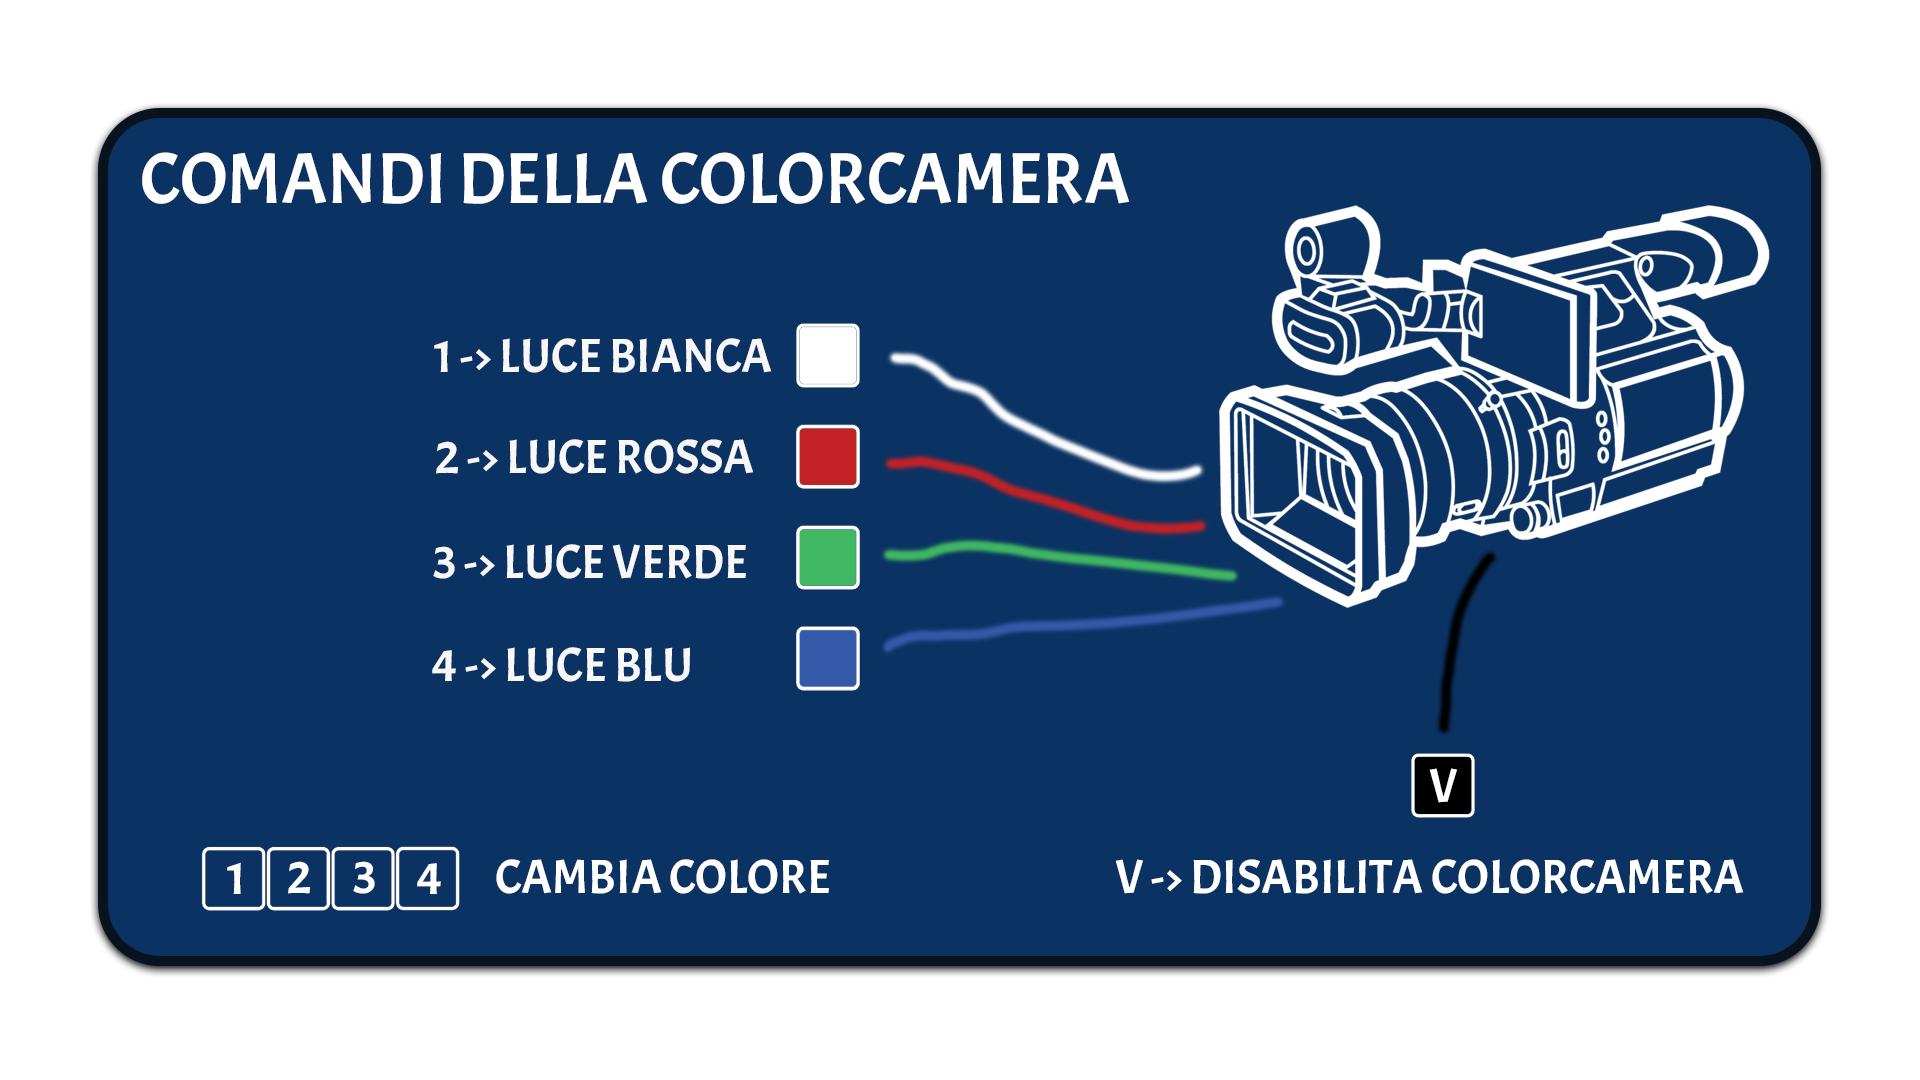 COMANDI DELLA COLORCAMERA
1 -> LUCE BIANCA
2 -> LUCE ROSSA
3 -> LUCE VERDE
4 -> LUCE BLU
V
1 2 3 4 CAMBIA COLORE
V -> DISABILITA COLORCAMERA